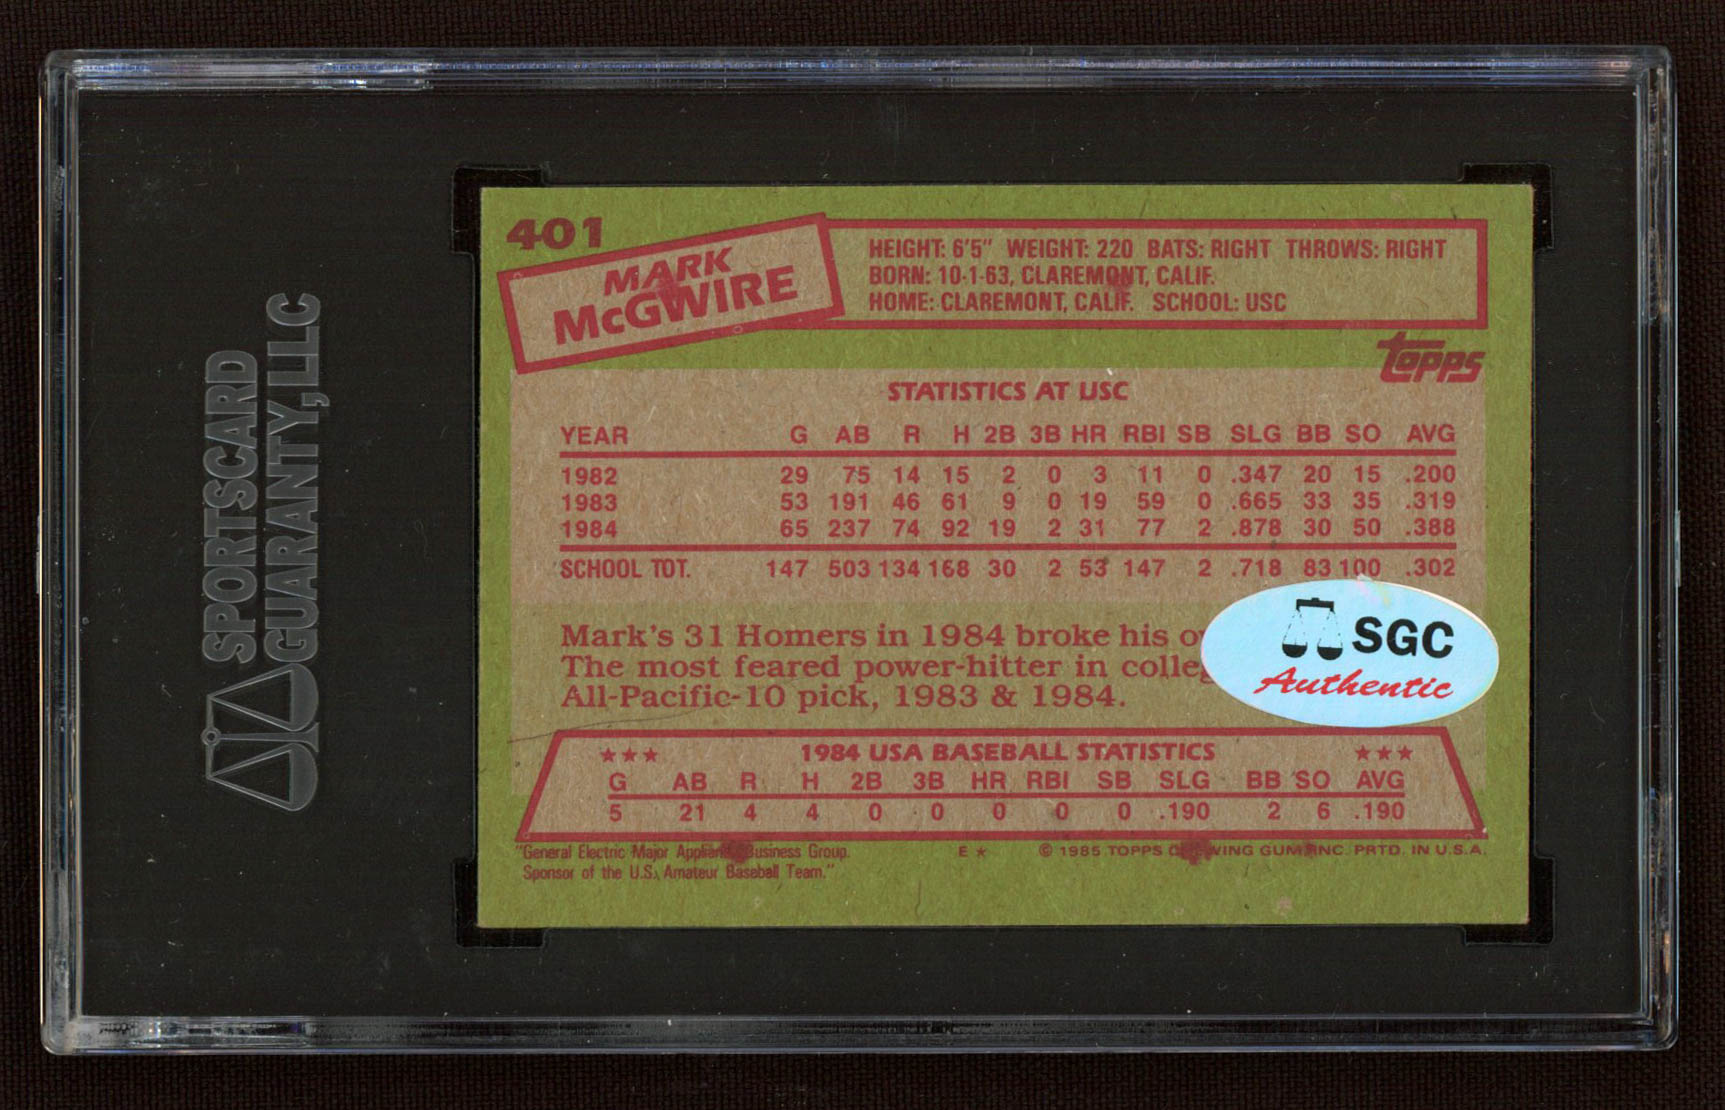 SPORTSCARD
GUARANTY, LLC
401
MARK
McGWIRE
HEIGHT: 6'5" WEIGHT: 220 BATS: RIGHT THROWS: RIGHT
BORN: 10-1-63, CLAREMONT, CALIF.
HOME: CLAREMONT, CALIF. SCHOOL: USC
topps
STATISTICS AT USC
YEAR G AB R H 2B 3B HR RBI SB SLG BB SO AVG
1982 29 75 14 15 2 0 3 11 0 .347 20 15 .200
1983 53 191 46 61 9 0 19 59 0 .665 33 35 .319
1984 65 237 74 92 19 2 31 77 2 .878 30 50 .388
SCHOOL TOT. 147 503 134 168 30 2 53 147 2 .718 83 100 .302
Mark's 31 Homers in 1984 broke his
The most feared power-hitter in
All-Pacific-10 pick, 1983 & 1984.
SGC
Authentic
★★★ 1984 USA BASEBALL STATISTICS ★★★
G AB R H 2B 3B HR RBI SB SLG BB SO AVG
5 21 4 4 0 0 0 0 0 .190 2 6 .190
"General Electric Major Business Group.
Sponsor of the U.S. Amateur Baseball Team."
E ★ © 1985 TOPPS GUM INC. PRTD. IN U.S.A.